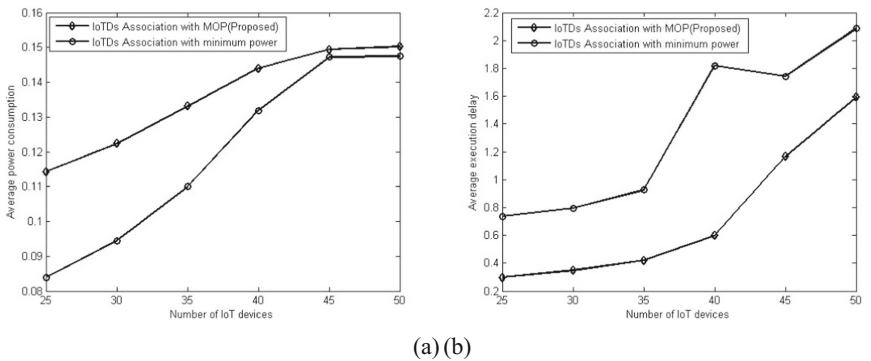 IoTDs Association with MOP(Proposed)
IoTDs Association with minimum power
0.16
0.15
0.14
0.13
0.12
0.11
0.1
0.09
0.08
Average power consumption
25 30 35 40 45 50
Number of IoT devices
IoTDs Association with MOP(Proposed)
IoTDs Association with minimum power
2.2
2
1.8
1.6
1.4
1.2
1
0.8
0.6
0.4
0.2
Average execution delay
25 30 35 40 45 50
Number of IoT devices
(a) (b)